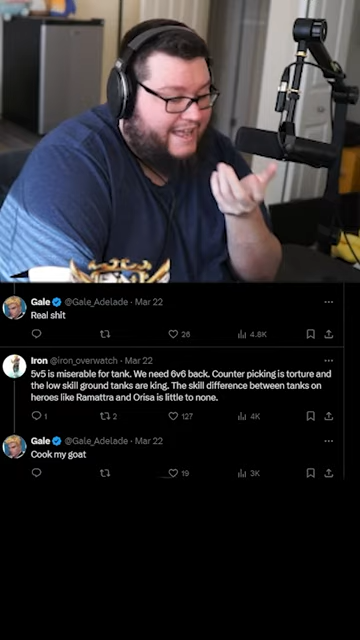 Gale @Gale_Adelade · Mar 22
Real shit
26 4.8K
Iron @iron_overwatch · Mar 22
5v5 is miserable for tank. We need 6v6 back. Counter picking is torture and
the low skill ground tanks are king. The skill difference between tanks on
heroes like Ramattra and Orisa is little to none.
1 2 127 4K
Gale @Gale_Adelade · Mar 22
Cook my goat
19 3K